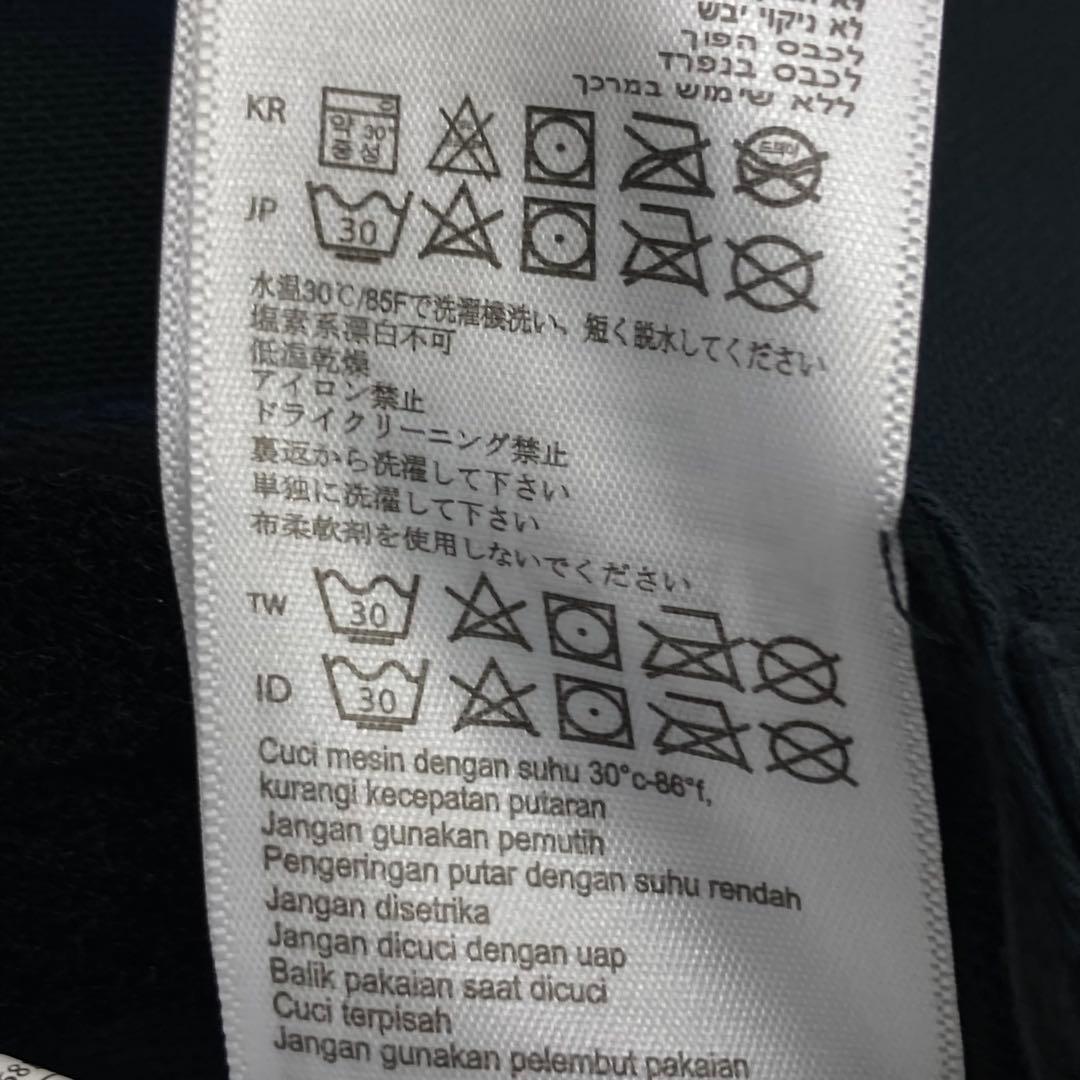 לא ניקוי יבש
לכבס הפוך
לכבס בנפרד
ללא שימוש במרכך
KR
약 30°
중성
드라이
JP
30
水温30℃/85Fで洗濯機洗い、短く脱水してください
塩素系漂白不可
低温乾燥
アイロン禁止
ドライクリーニング禁止
裏返から洗濯して下さい
単独に洗濯して下さい
布柔軟剤を使用しないでください
TW
30
ID
30
Cuci mesin dengan suhu 30°c-86°f,
kurangi kecepatan putaran
Jangan gunakan pemutih
Pengeringan putar dengan suhu rendah
Jangan disetrika
Jangan dicuci dengan uap
Balik pakaian saat dicuci
Cuci terpisah
Jangan gunakan pelembut pakaian